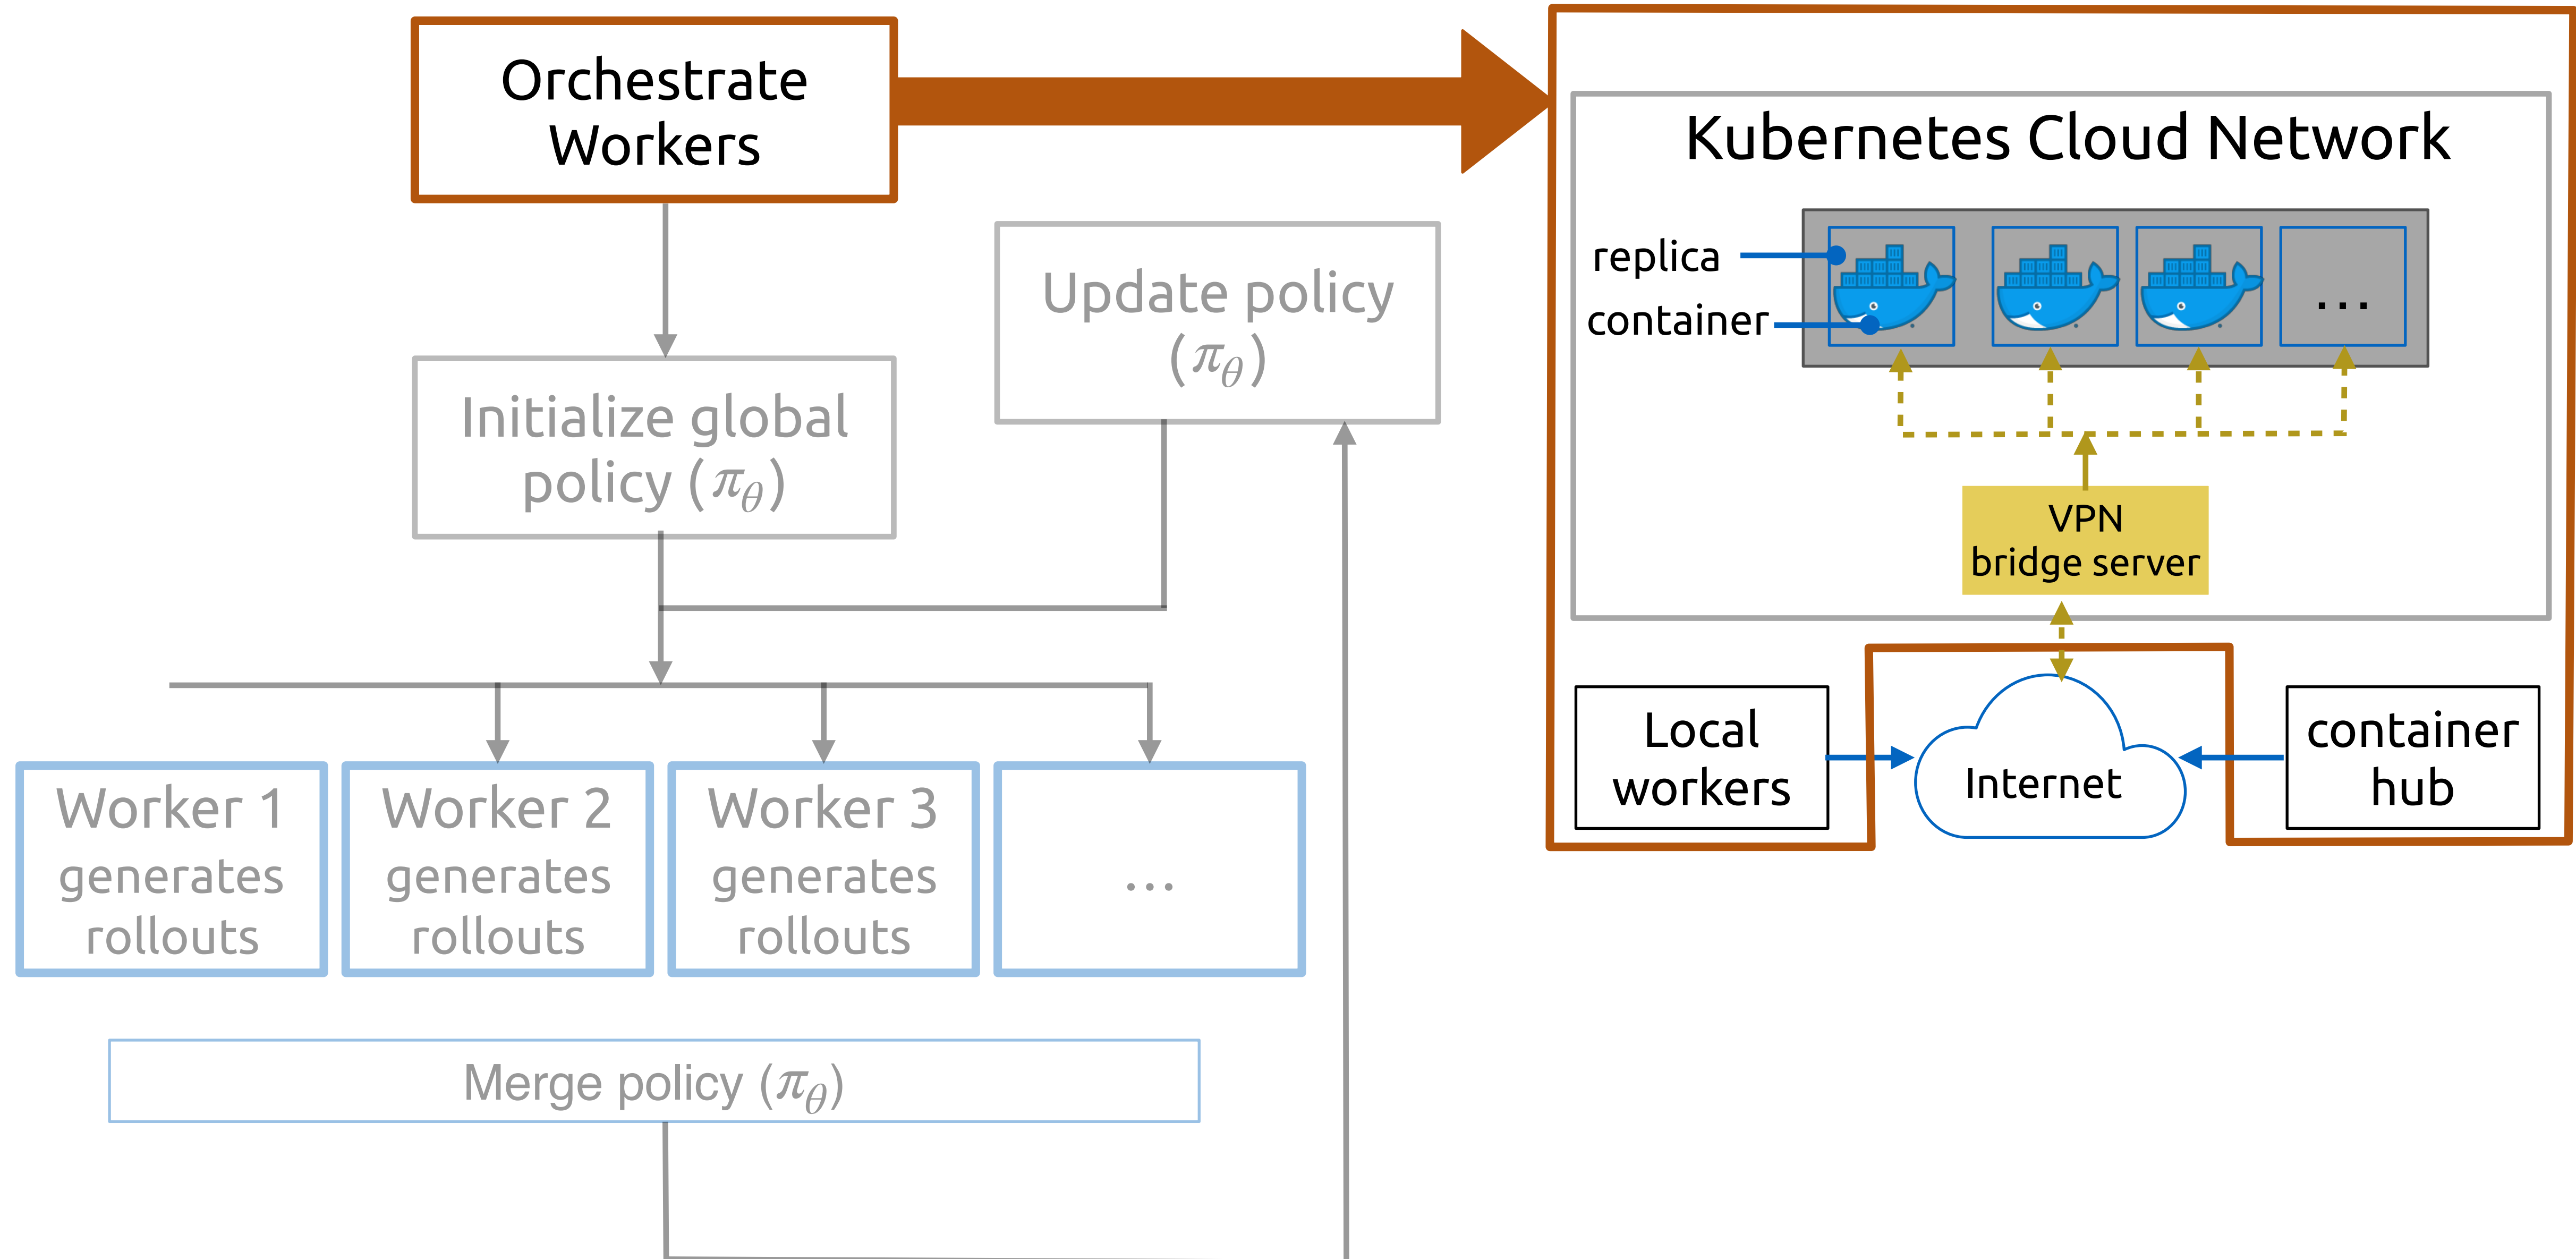 Orchestrate
Workers
Initialize global
policy (πθ)
Update policy
(πθ)
Worker 1
generates
rollouts
Worker 2
generates
rollouts
Worker 3
generates
rollouts
...
Merge policy (πθ)
Kubernetes Cloud Network
replica
container
...
VPN
bridge server
Local
workers
Internet
container
hub